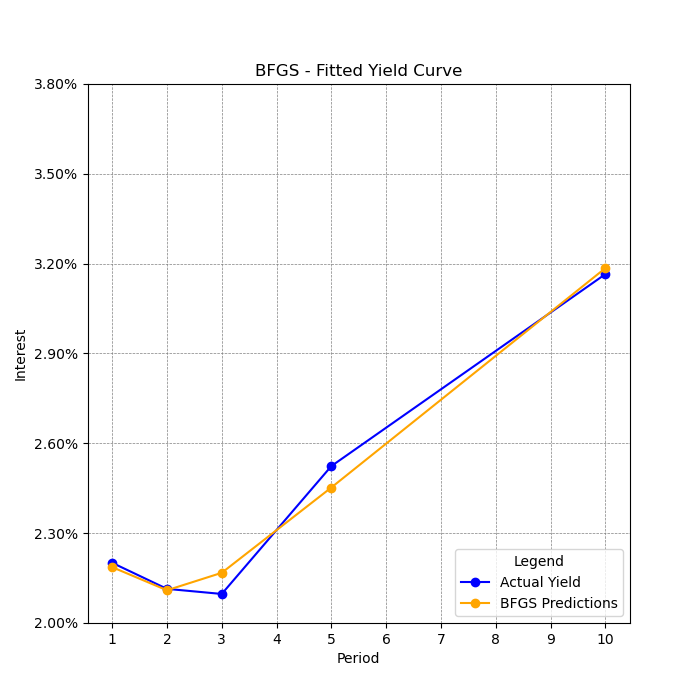 BFGS - Fitted Yield Curve
3.80%
3.50%
3.20%
2.90%
2.60%
2.30%
2.00%
Interest
1 2 3 4 5 6 7 8 9 10
Period
Legend
Actual Yield
BFGS Predictions